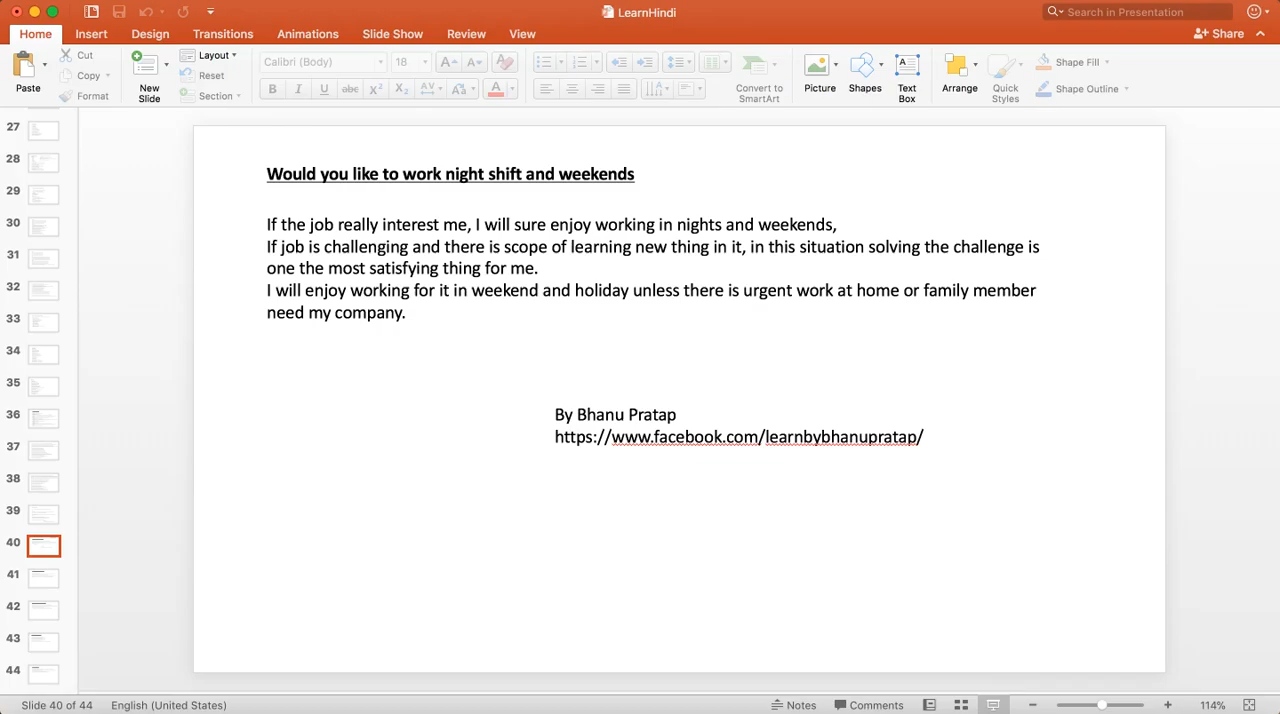 LearnHindi
Search in Presentation
Home Insert Design Transitions Animations Slide Show Review View
Share
Paste
Cut
Copy
Format
New Slide
Layout
Reset
Section
Calibri (Body) 18
Convert to SmartArt
Picture
Shapes
Text Box
Arrange
Quick Styles
Shape Fill
Shape Outline
27
28
29
30
31
32
33
34
35
36
37
38
39
40
41
42
43
44
Would you like to work night shift and weekends
If the job really interest me, I will sure enjoy working in nights and weekends,
If job is challenging and there is scope of learning new thing in it, in this situation solving the challenge is
one the most satisfying thing for me.
I will enjoy working for it in weekend and holiday unless there is urgent work at home or family member
need my company.
By Bhanu Pratap
https://www.facebook.com/learnbybhanupratap/
Slide 40 of 44 English (United States) Notes Comments 114%